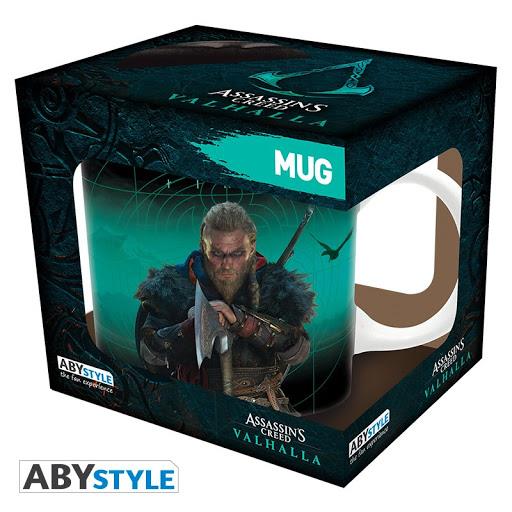 ASSASSIN'S
CREED
VALHALLA
MUG
ABYSTYLE
the fan experience
ASSASSIN'S
CREED
VALHALLA
ASSASSIN'S
CREED
VALHALLA
ABYSTYLE
the fan experience
ABYSTYLE